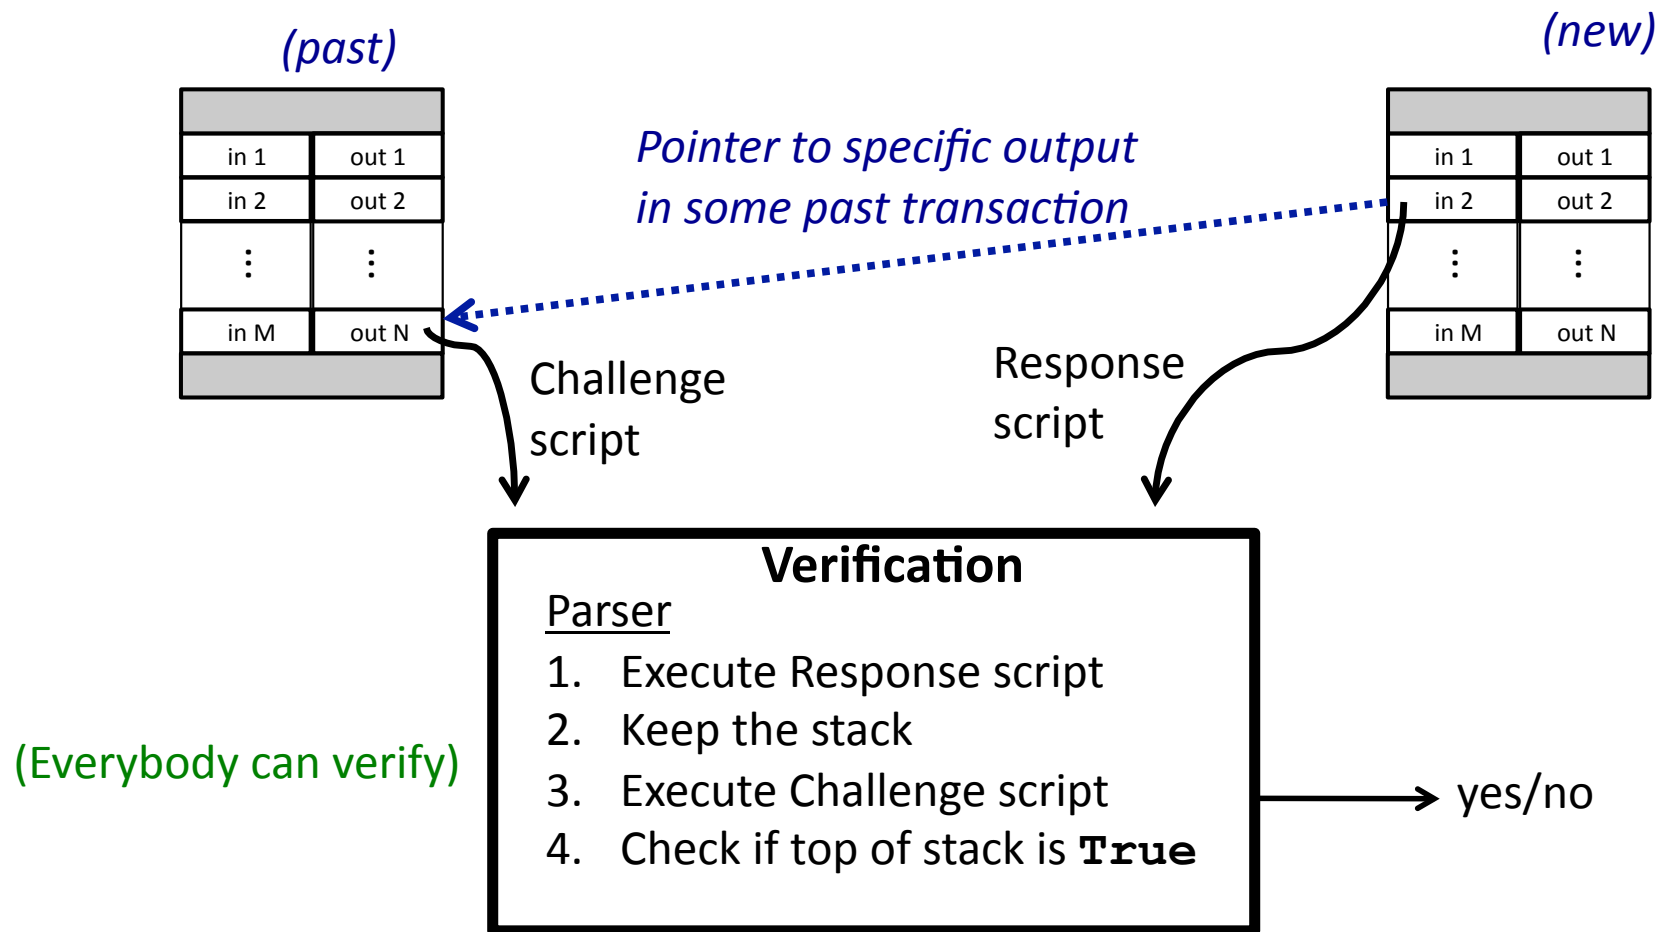 (past)
(new)
in 1 out 1
in 2 out 2
⋮ ⋮
in M out N
Pointer to specific output
in some past transaction
in 1 out 1
in 2 out 2
⋮ ⋮
in M out N
Challenge
script
Response
script
Verification
Parser
1. Execute Response script
2. Keep the stack
3. Execute Challenge script
4. Check if top of stack is True
(Everybody can verify)
yes/no